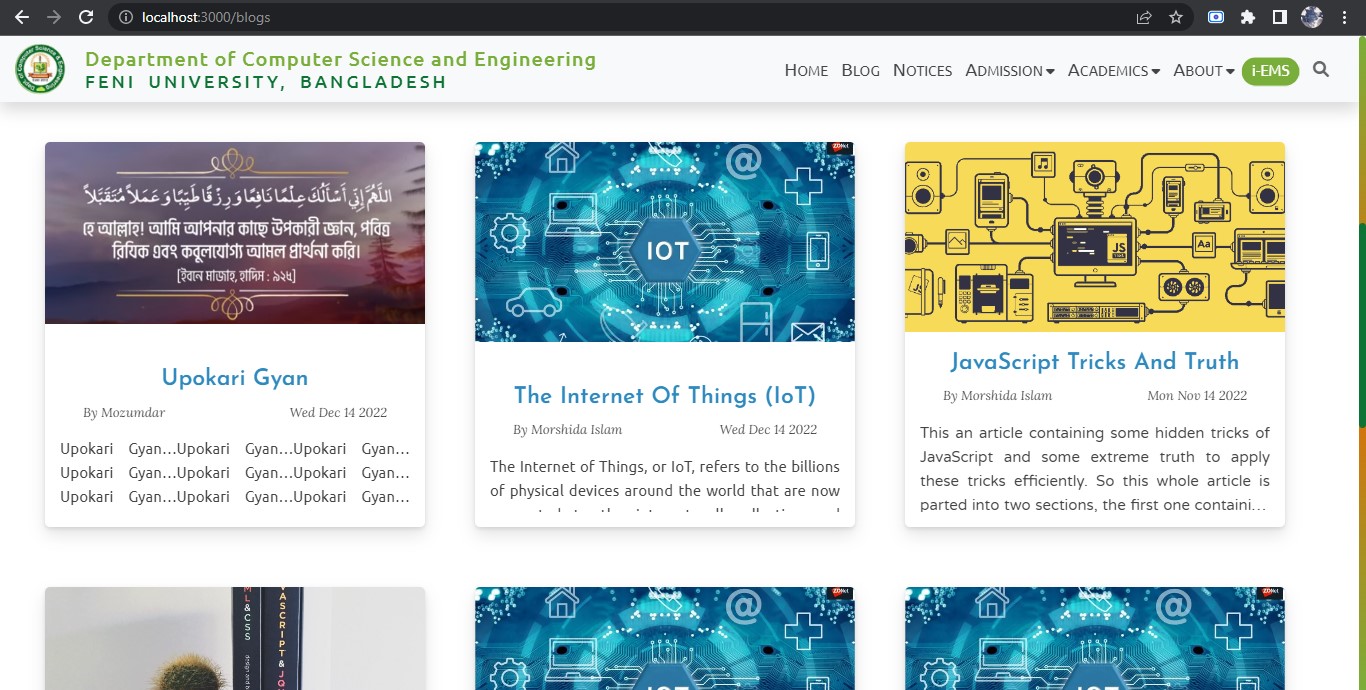 localhost:3000/blogs
Department of Computer Science and Engineering
FENI UNIVERSITY, BANGLADESH
HOME BLOG NOTICES ADMISSION ACADEMICS ABOUT i-EMS
اللَّهُمَّ إِنِّي أَسْأَلُكَ عِلْمًا نَافِعًا وَرِزْقًا طَيِّبًا وَعَمَلًا مُتَقَبَّلًا
হে আল্লাহ! আমি আপনার কাছে উপকারী জ্ঞান, পবিত্র
রিযিক এবং কবুলযোগ্য আমল প্রার্থনা করি।
[ইবনে মাজাহ, হাদিস : ৯২৫]
Upokari Gyan
By Mozumdar Wed Dec 14 2022
Upokari Gyan...Upokari Gyan...Upokari Gyan...
Upokari Gyan...Upokari Gyan...Upokari Gyan...
Upokari Gyan...Upokari Gyan...Upokari Gyan...
ZDNet
@
IOT
The Internet Of Things (IoT)
By Morshida Islam Wed Dec 14 2022
The Internet of Things, or IoT, refers to the billions
of physical devices around the world that are now
JS
Aa
JavaScript Tricks And Truth
By Morshida Islam Mon Nov 14 2022
This an article containing some hidden tricks of
JavaScript and some extreme truth to apply
these tricks efficiently. So this whole article is
parted into two sections, the first one containi...
ML&CSS
VASCRIPT & JQ
ZDNet
@
IOT
ZDNet
@
IOT